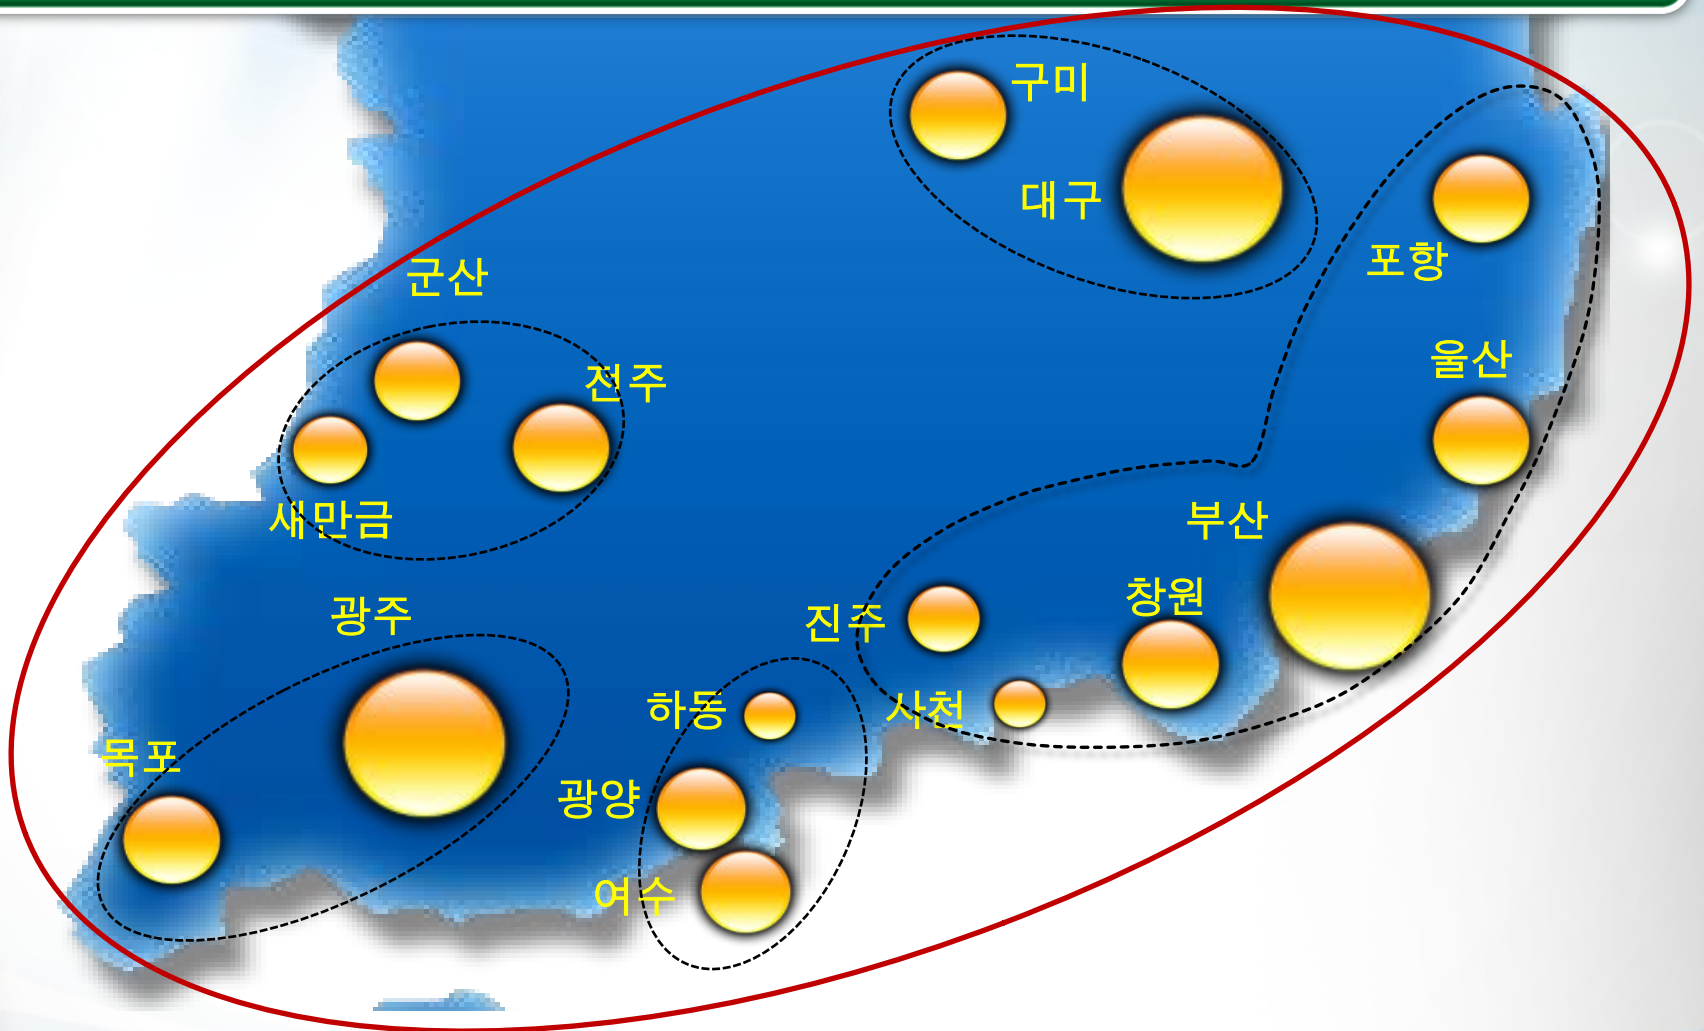 구미
대구
포항
군산
울산
전주
새만금
부산
창원
광주
진주
하동
사천
목포
광양
여수